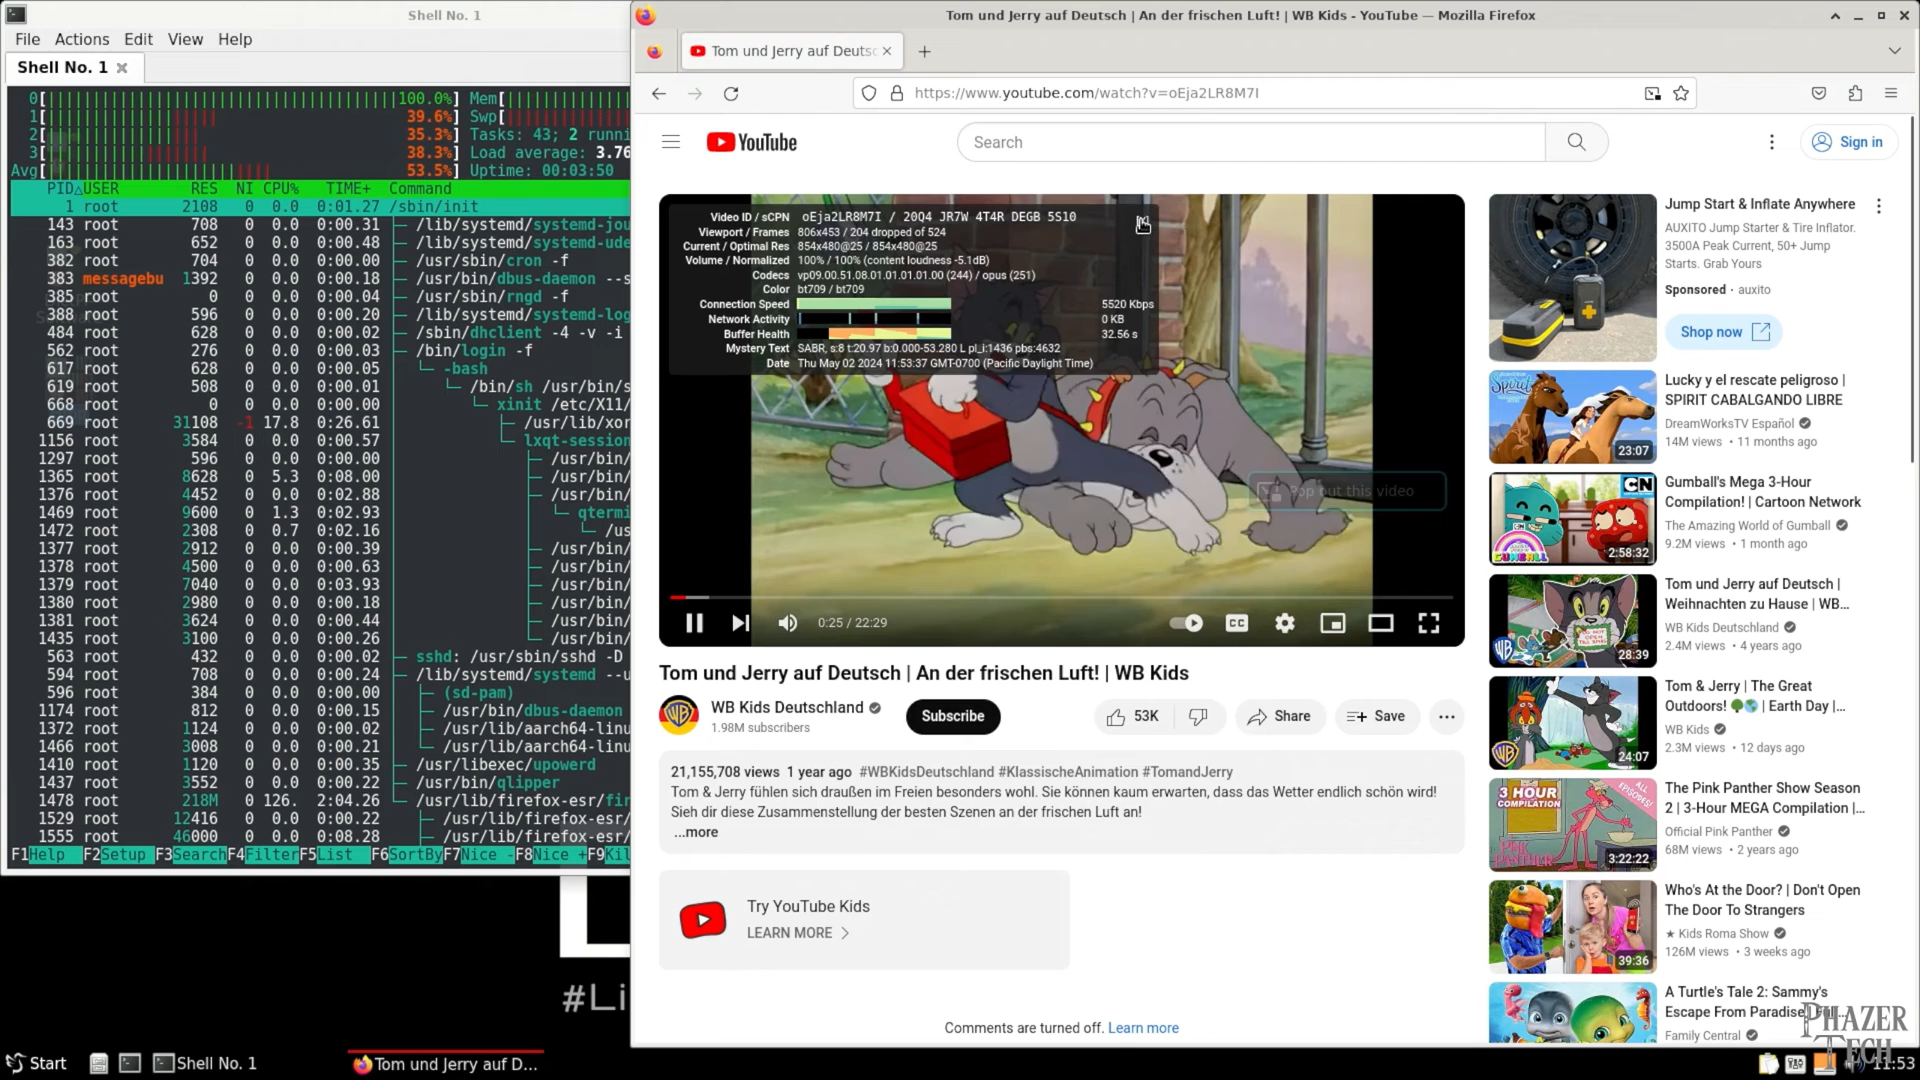 Shell No. 1
File Actions Edit View Help
Shell No. 1
0[100.0%] Mem[
1[39.6%] Swp[
2[35.3%] Tasks: 43; 2 runni
3[38.3%] Load average: 3.76
Avg[53.5%] Uptime: 00:03:50
PID△USER RES NI CPU% TIME+ Command
1 root 2108 0 0.0 0:01.27 /sbin/init
143 root 708 0 0.0 0:00.31 /lib/systemd/systemd-jou
163 root 652 0 0.0 0:00.48 /lib/systemd/systemd-ude
382 root 704 0 0.0 0:00.00 /usr/sbin/cron -f
383 messagebu 1392 0 0.0 0:00.18 /usr/bin/dbus-daemon --s
385 root 0 0 0.0 0:00.04 /usr/sbin/rngd -f
388 root 596 0 0.0 0:00.20 /lib/systemd/systemd-log
484 root 628 0 0.0 0:00.02 /sbin/dhclient -4 -v -i
562 root 276 0 0.0 0:00.03 /bin/login -f
617 root 628 0 0.0 0:00.05 -bash
619 root 508 0 0.0 0:00.01 /bin/sh /usr/bin/s
668 root 0 0 0.0 0:00.00 xinit /etc/X11/
669 root 31108 -1 17.8 0:26.61 /usr/lib/xor
1156 root 3584 0 0.0 0:00.57 lxqt-session
1297 root 596 0 0.0 0:00.00 /usr/bin/
1365 root 8628 0 5.3 0:08.00 /usr/bin/
1376 root 4452 0 0.0 0:02.88 /usr/bin/
1469 root 9600 0 1.3 0:02.93 qtermi
1472 root 2308 0 0.7 0:02.16 /us
1377 root 2912 0 0.0 0:00.39 /usr/bin/
1378 root 4500 0 0.0 0:00.63 /usr/bin/
1379 root 7040 0 0.0 0:03.93 /usr/bin/
1380 root 2980 0 0.0 0:00.18 /usr/bin/
1381 root 3624 0 0.0 0:00.44 /usr/bin/
1435 root 3100 0 0.0 0:00.26 /usr/bin/
563 root 432 0 0.0 0:00.02 sshd: /usr/sbin/sshd -D
594 root 708 0 0.0 0:00.24 /lib/systemd/systemd --u
596 root 384 0 0.0 0:00.00 (sd-pam)
1174 root 812 0 0.0 0:00.15 /usr/bin/dbus-daemon
1372 root 1124 0 0.0 0:00.02 /usr/lib/aarch64-linu
1466 root 3008 0 0.0 0:00.21 /usr/lib/aarch64-linu
1410 root 1120 0 0.0 0:00.35 /usr/libexec/upowerd
1437 root 3552 0 0.0 0:00.22 /usr/bin/qlipper
1478 root 218M 0 126. 2:04.26 /usr/lib/firefox-esr/fir
1529 root 12416 0 0.0 0:00.22 /usr/lib/firefox-esr/
1555 root 46000 0 0.0 0:08.28 /usr/lib/firefox-esr/
F1Help F2Setup F3SearchF4FilterF5List F6SortByF7Nice -F8Nice +F9Kil
#Li
Tom und Jerry auf Deutsch | An der frischen Luft! | WB Kids - YouTube — Mozilla Firefox
Tom und Jerry auf Deutsc
https://www.youtube.com/watch?v=oEja2LR8M7I
YouTube
Search
Sign in
Video ID / sCPN oEja2LR8M7I / 20Q4 JR7W 4T4R DEGB 5S10
Viewport / Frames 806x453 / 204 dropped of 524
Current / Optimal Res 854x480@25 / 854x480@25
Volume / Normalized 100% / 100% (content loudness -5.1dB)
Codecs vp09.00.51.08.01.01.01.01.00 (244) / opus (251)
Color bt709 / bt709
Connection Speed 5520 Kbps
Network Activity 0 KB
Buffer Health 32.56 s
Mystery Text SABR, s:8 t:20.97 b:0.000-53.280 L pl_i:1436 pbs:4632
Date Thu May 02 2024 11:53:37 GMT-0700 (Pacific Daylight Time)
Pop out this video
0:25 / 22:29
CC
Tom und Jerry auf Deutsch | An der frischen Luft! | WB Kids
WB Kids Deutschland
1.98M subscribers
Subscribe
53K
Share
Save
21,155,708 views 1 year ago #WBKidsDeutschland #KlassischeAnimation #TomandJerry
Tom & Jerry fühlen sich draußen im Freien besonders wohl. Sie können kaum erwarten, dass das Wetter endlich schön wird!
Sieh dir diese Zusammenstellung der besten Szenen an der frischen Luft an!
...more
Try YouTube Kids
LEARN MORE
Comments are turned off. Learn more
Jump Start & Inflate Anywhere
AUXITO Jump Starter & Tire Inflator.
3500A Peak Current, 50+ Jump
Starts. Grab Yours
Sponsored • auxito
Shop now
Spirit
23:07
Lucky y el rescate peligroso |
SPIRIT CABALGANDO LIBRE
DreamWorksTV Español
14M views • 11 months ago
CN
GUMBALL
2:58:32
Gumball's Mega 3-Hour
Compilation! | Cartoon Network
The Amazing World of Gumball
9.2M views • 1 month ago
28:39
Tom und Jerry auf Deutsch |
Weihnachten zu Hause | WB...
WB Kids Deutschland
2.4M views • 4 years ago
24:07
Tom & Jerry | The Great
Outdoors! 🌳🌎 | Earth Day |...
WB Kids
2.3M views • 12 days ago
3 HOUR
COMPILATION
ALL
EPISODES!
PINK
PANTHER
3:22:22
The Pink Panther Show Season
2 | 3-Hour MEGA Compilation |...
Official Pink Panther
68M views • 2 years ago
39:36
Who's At the Door? | Don't Open
The Door To Strangers
★ Kids Roma Show
126M views • 3 weeks ago
A Turtle's Tale 2: Sammy's
Escape From Paradise
Family Central
PHAZER
TECH
Start
Shell No. 1
Tom und Jerry auf D...
11:53